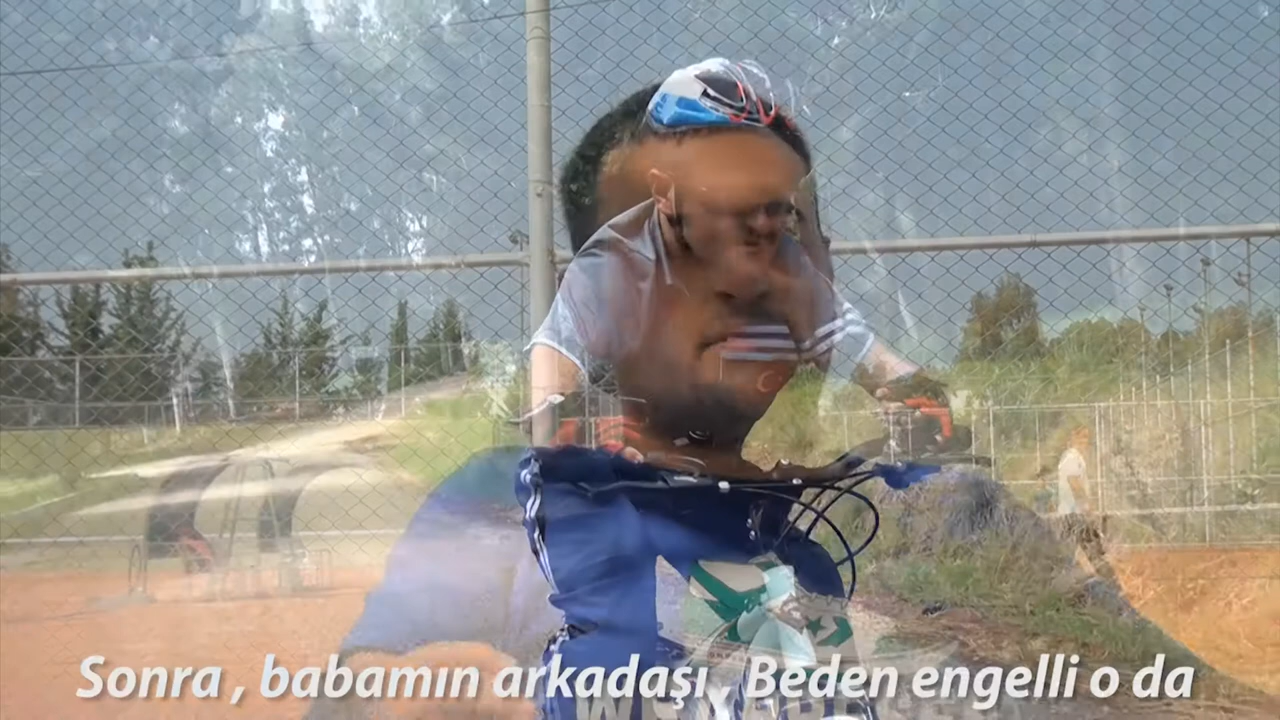 Sonra , babamın arkadaşı , Beden engelli o da